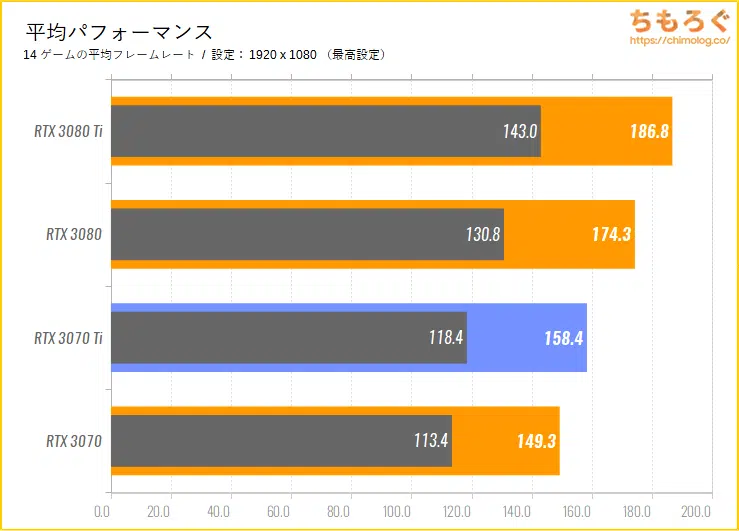 平均パフォーマンス
14 ゲームの平均フレームレート / 設定： 1920 x 1080 （最高設定）
ちもろぐ
https://chimolog.co/
RTX 3080 Ti 143.0 186.8
RTX 3080 130.8 174.3
RTX 3070 Ti 118.4 158.4
RTX 3070 113.4 149.3
0.0 20.0 40.0 60.0 80.0 100.0 120.0 140.0 160.0 180.0 200.0